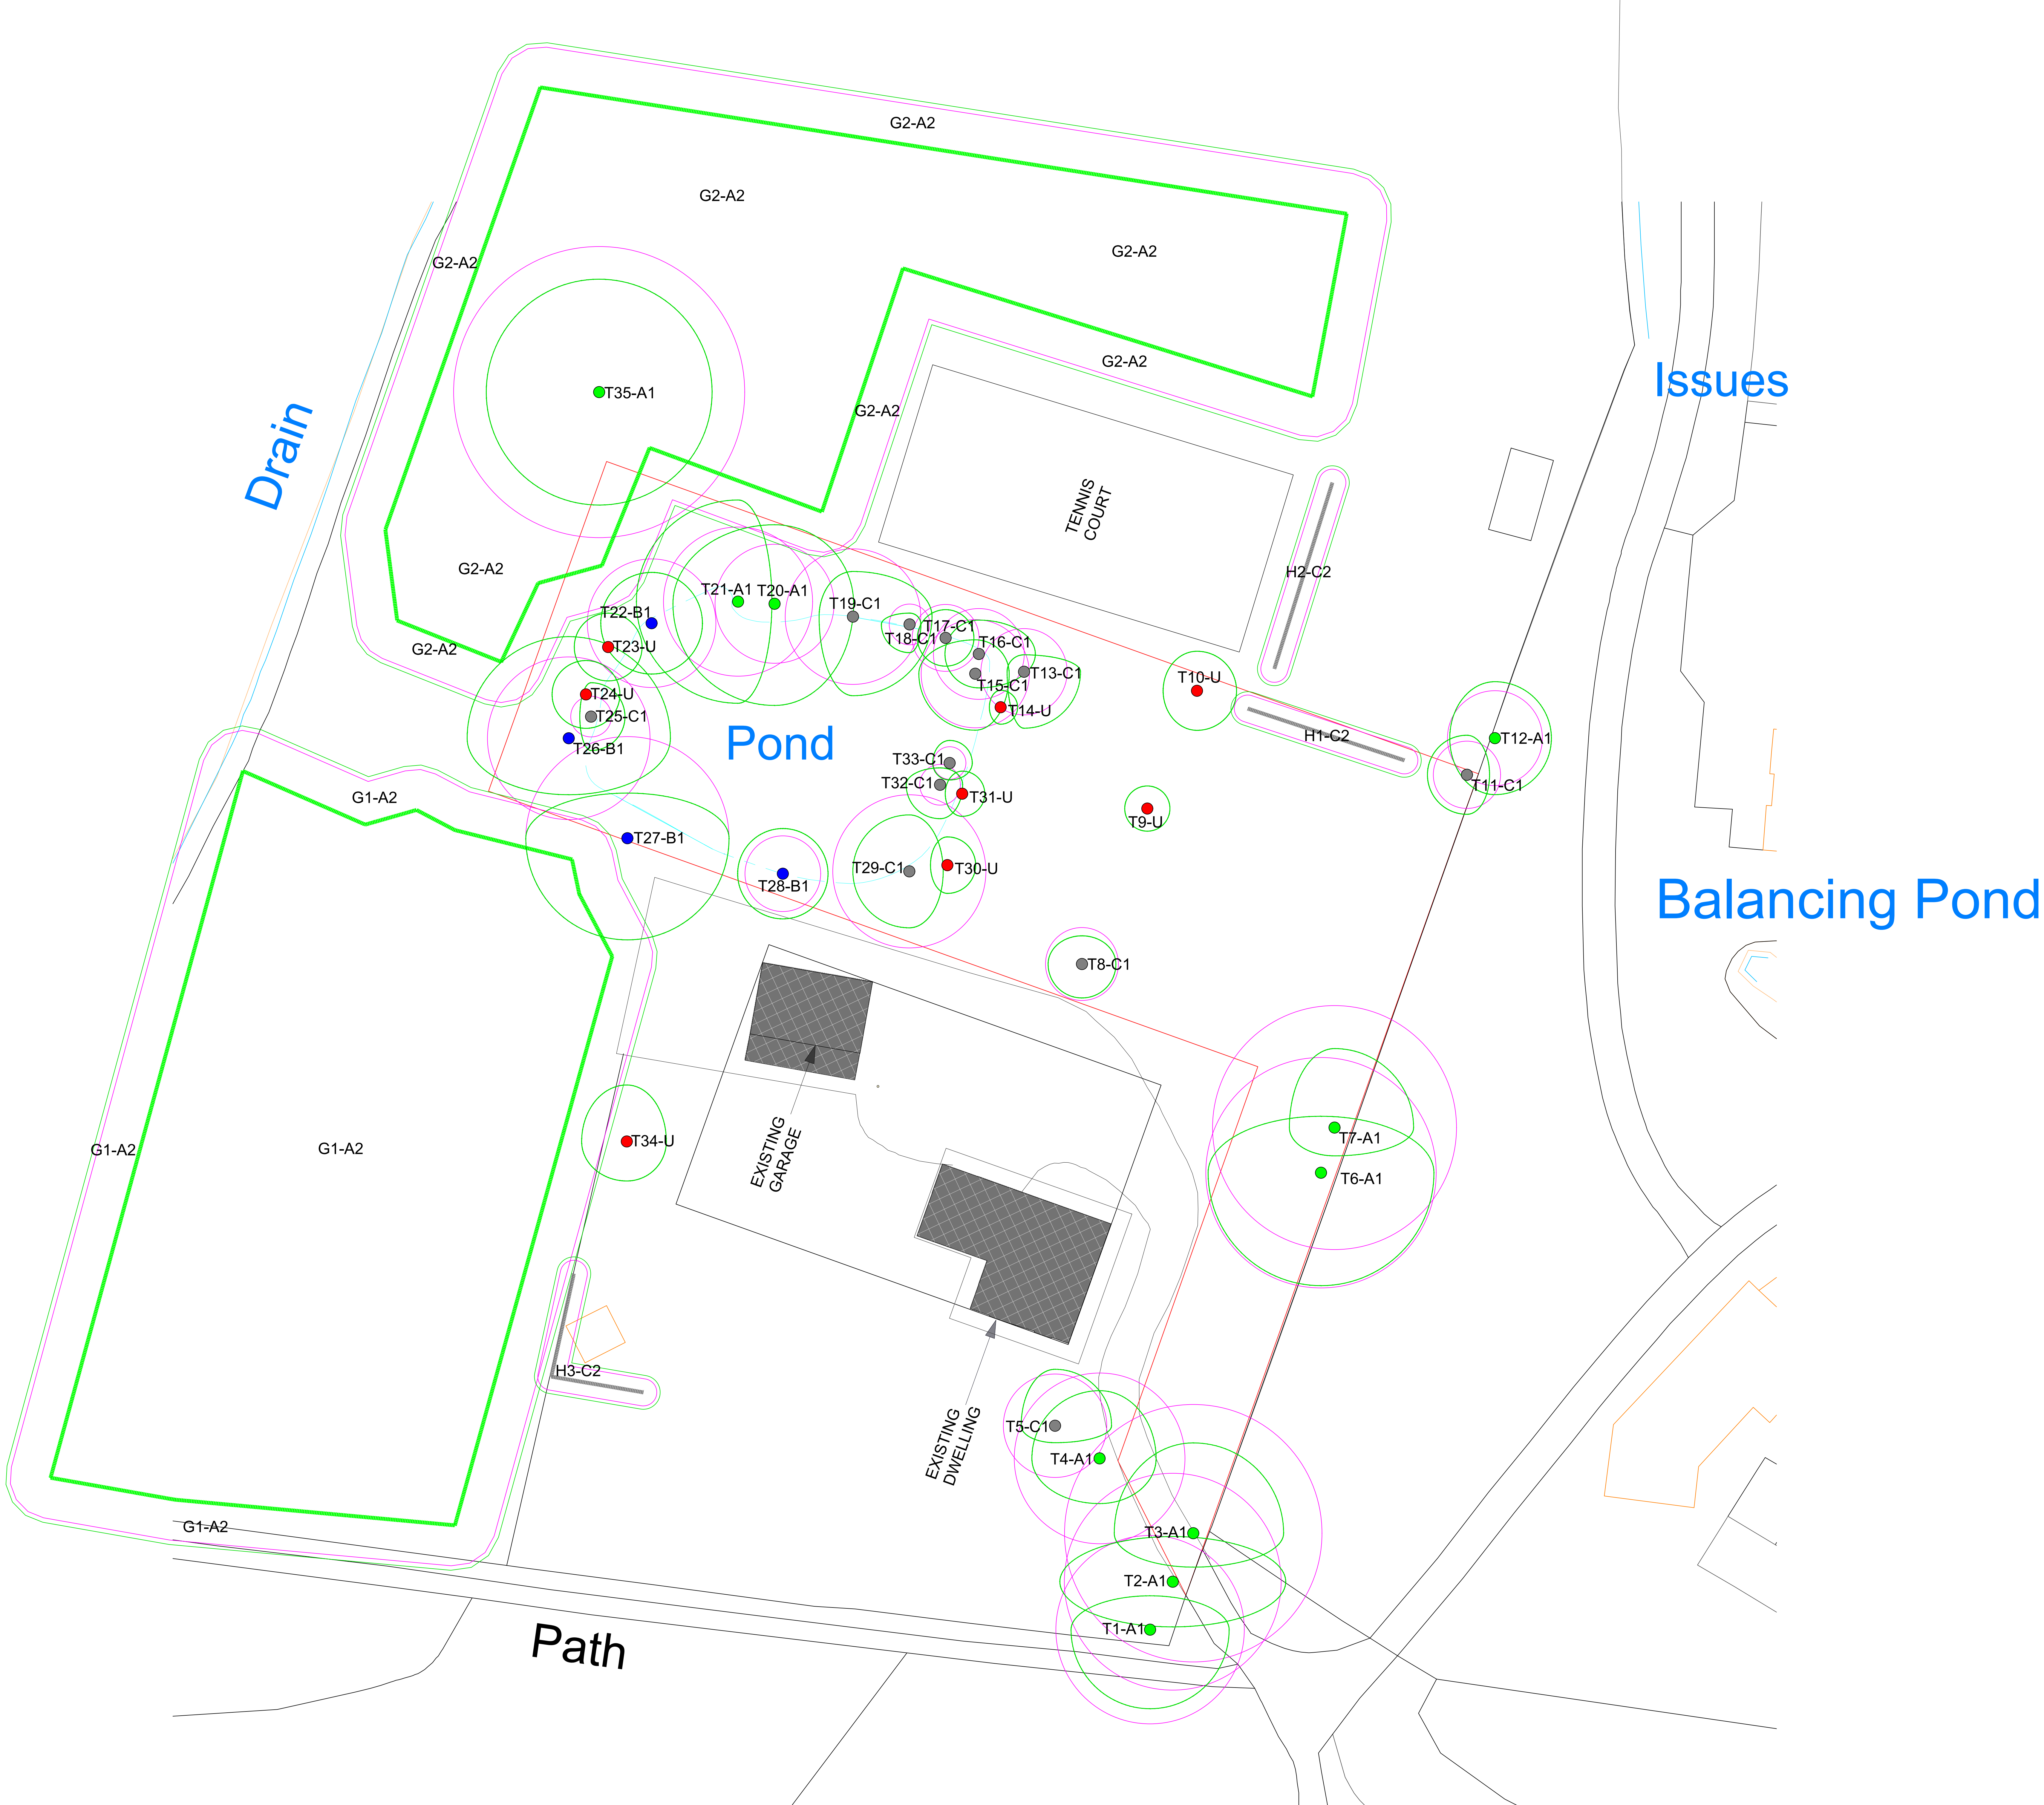 G2-A2
G2-A2
G2-A2
G2-A2
Issues
G2-A2
T35-A1
G2-A2
Drain
TENNIS
COURT
G2-A2
H2-C2
T21-A1
T20-A1
T19-C1
T22-B1
T17-C1
T18-C1
T16-C1
T23-U
G2-A2
T13-C1
T10-U
T15-C1
T24-U
T14-U
T25-C1
Pond
H1-C2
T12-A1
T26-B1
T33-C1
T32-C1
T11-C1
G1-A2
T31-U
T9-U
T27-B1
T29-C1
T30-U
T28-B1
Balancing Pond
T8-C1
T34-U
T7-A1
G1-A2
G1-A2
EXISTING
GARAGE
T6-A1
H3-C2
T5-C1
EXISTING
DWELLING
T4-A1
G1-A2
T3-A1
T2-A1
T1-A1
Path